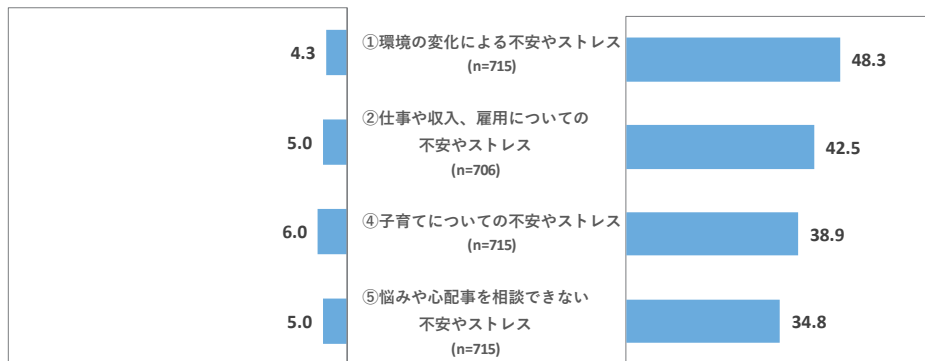 4.3
①環境の変化による不安やストレス
(n=715)
48.3
5.0
②仕事や収入、雇用についての
不安やストレス
(n=706)
42.5
6.0
④子育てについての不安やストレス
(n=715)
38.9
5.0
⑤悩みや心配事を相談できない
不安やストレス
(n=715)
34.8